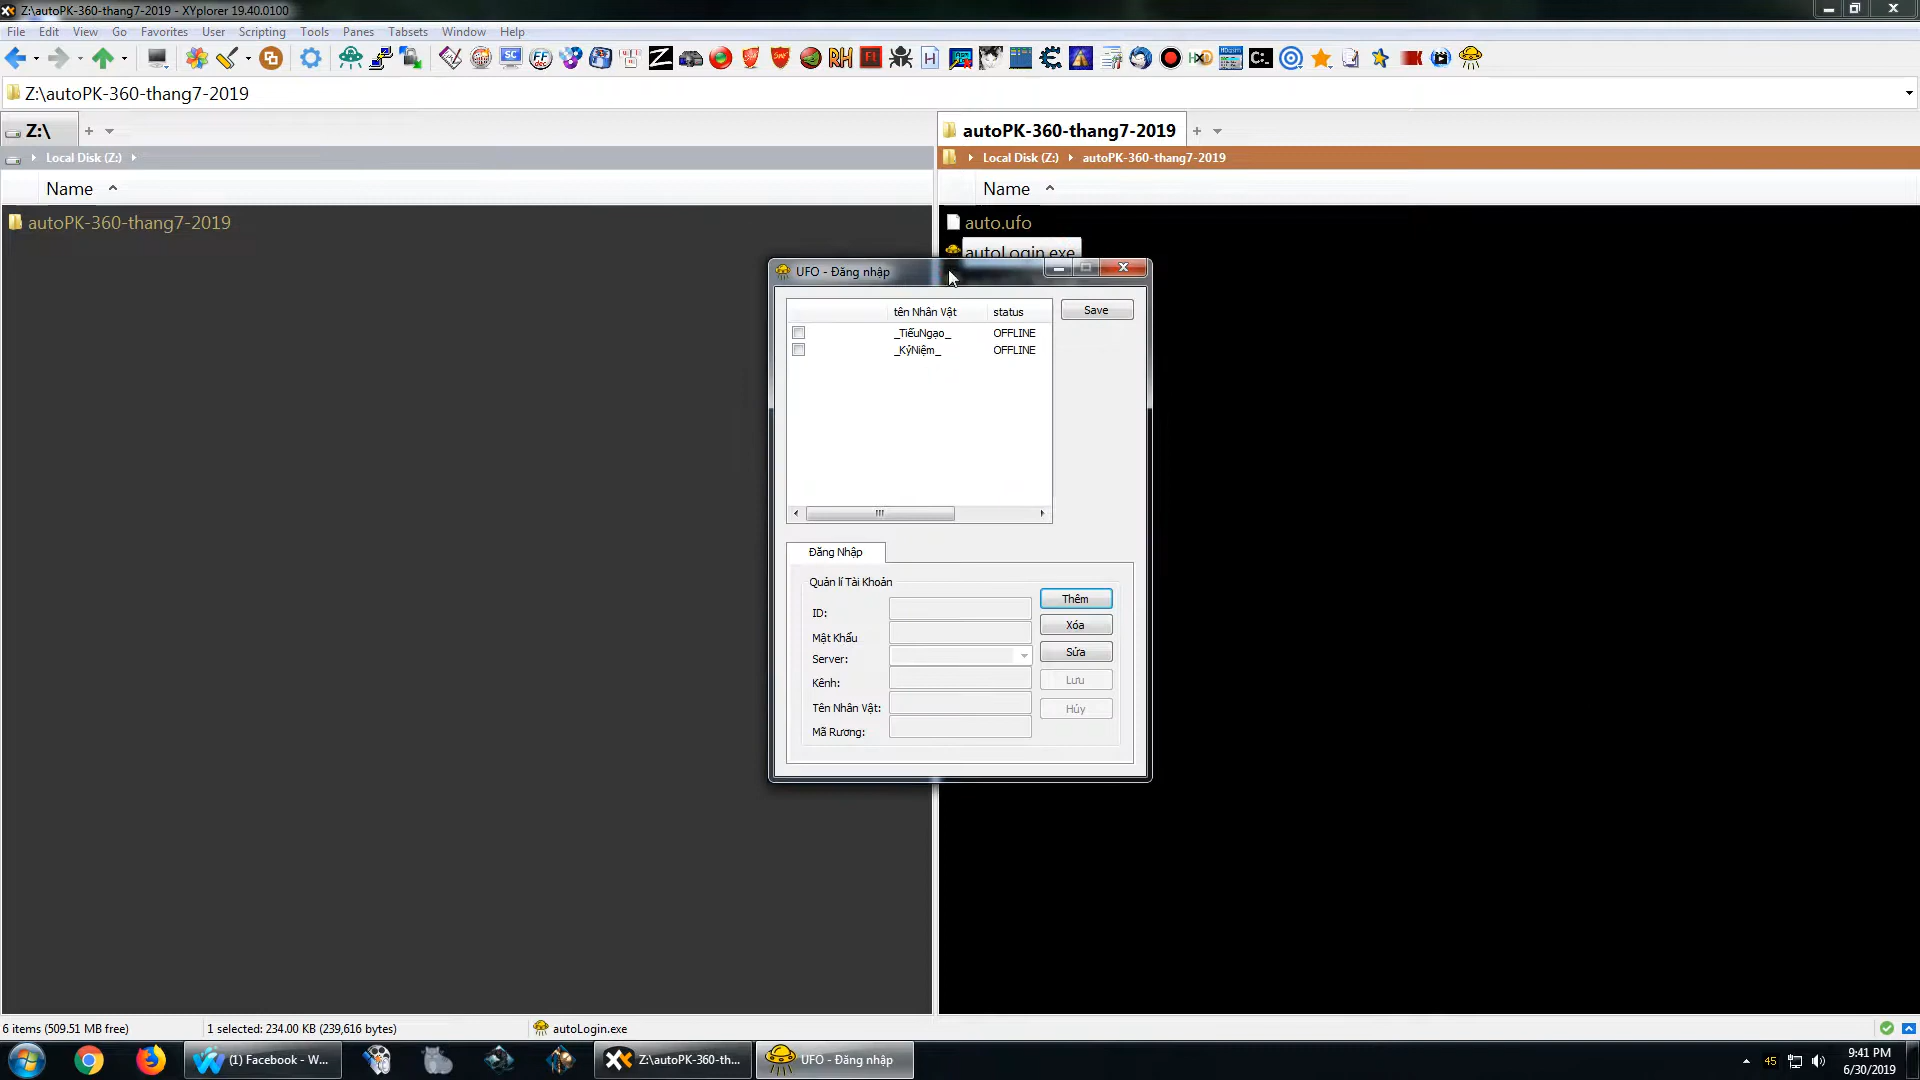 Z:\autoPK-360-thang7-2019 - XYplorer 19.40.0100
File Edit View Go Favorites User Scripting Tools Panes Tabsets Window Help
Z:\autoPK-360-thang7-2019
Z:\
autoPK-360-thang7-2019
Local Disk (Z:)
Local Disk (Z:) autoPK-360-thang7-2019
Name
Name
autoPK-360-thang7-2019
auto.ufo
autoLogin.exe
UFO - Đăng nhập
tên Nhân Vật status
Save
_TiếuNgạo_ OFFLINE
_KỷNiệm_ OFFLINE
Đăng Nhập
Quản lí Tài Khoản
ID:
Thêm
Mật Khẩu
Xóa
Server:
Sửa
Kênh:
Lưu
Tên Nhân Vật:
Hủy
Mã Rương:
6 items (509.51 MB free) 1 selected: 234.00 KB (239,616 bytes) autoLogin.exe
(1) Facebook - W...
Z:\autoPK-360-th...
UFO - Đăng nhập
45
9:41 PM
6/30/2019